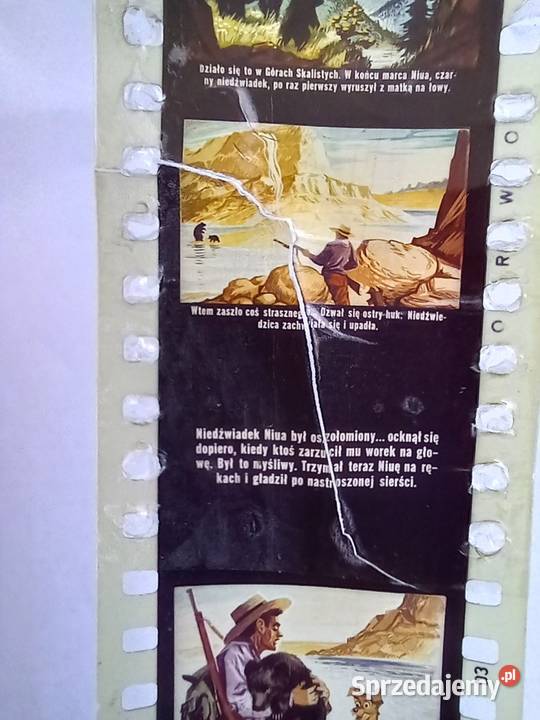 Działo się to w Górach Skalistych. W końcu marca Niua, czar-
ny niedźwiadek, po raz pierwszy wyruszył z matką na łowy.
Wtem zaszło coś straszneg... Ozwał się ostry huk: Niedźwie-
dzica zachwiała się i upadła.
Niedźwiadek Niua był oszołomiony... ocknął się
dopiero, kiedy ktoś zarzucił mu worek na gło-
wę. Był to myśliwy. Trzymał teraz Niuę na rę-
kach i gładził po nastroszonej sierści.
ORWO
C
03
Sprzedajemy.pl